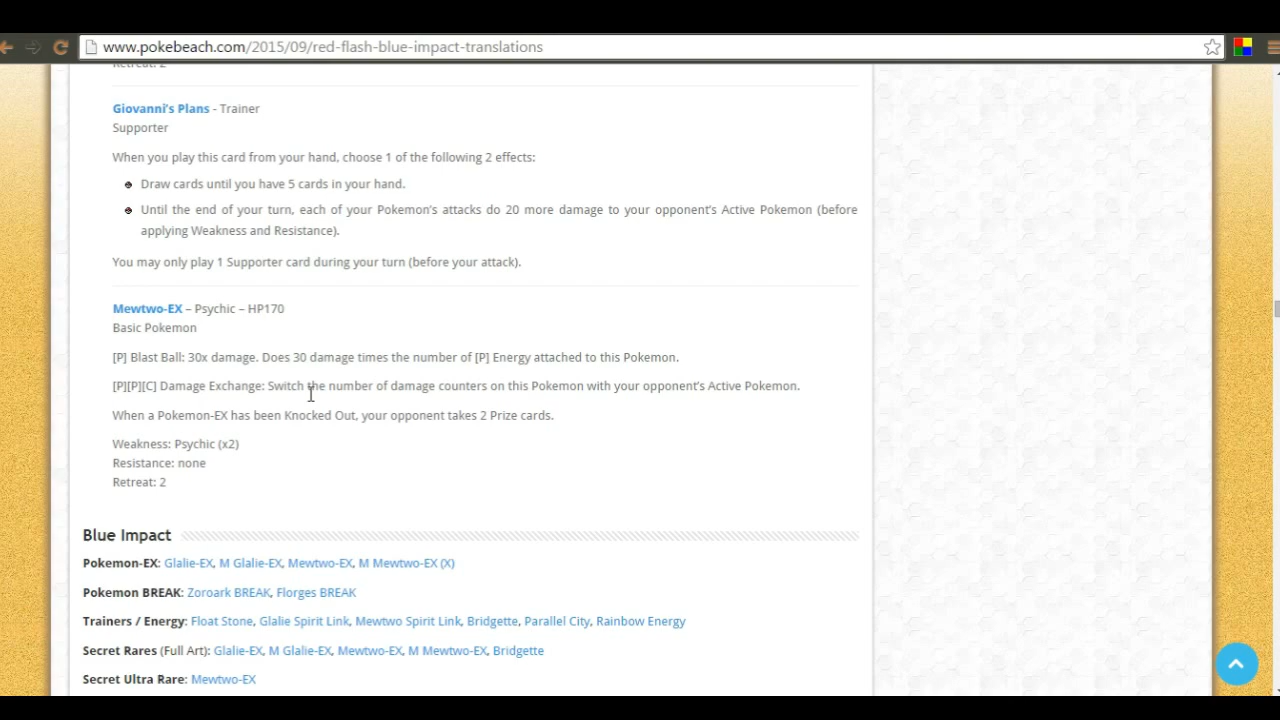 www.pokebeach.com/2015/09/red-flash-blue-impact-translations
Retreat: 2
Giovanni's Plans - Trainer
Supporter
When you play this card from your hand, choose 1 of the following 2 effects:
Draw cards until you have 5 cards in your hand.
Until the end of your turn, each of your Pokemon's attacks do 20 more damage to your opponent's Active Pokemon (before
applying Weakness and Resistance).
You may only play 1 Supporter card during your turn (before your attack).
Mewtwo-EX – Psychic – HP170
Basic Pokemon
[P] Blast Ball: 30x damage. Does 30 damage times the number of [P] Energy attached to this Pokemon.
[P][P][C] Damage Exchange: Switch the number of damage counters on this Pokemon with your opponent's Active Pokemon.
When a Pokemon-EX has been Knocked Out, your opponent takes 2 Prize cards.
Weakness: Psychic (x2)
Resistance: none
Retreat: 2
Blue Impact
Pokemon-EX: Glalie-EX, M Glalie-EX, Mewtwo-EX, M Mewtwo-EX (X)
Pokemon BREAK: Zoroark BREAK, Florges BREAK
Trainers / Energy: Float Stone, Glalie Spirit Link, Mewtwo Spirit Link, Bridgette, Parallel City, Rainbow Energy
Secret Rares (Full Art): Glalie-EX, M Glalie-EX, Mewtwo-EX, M Mewtwo-EX, Bridgette
Secret Ultra Rare: Mewtwo-EX